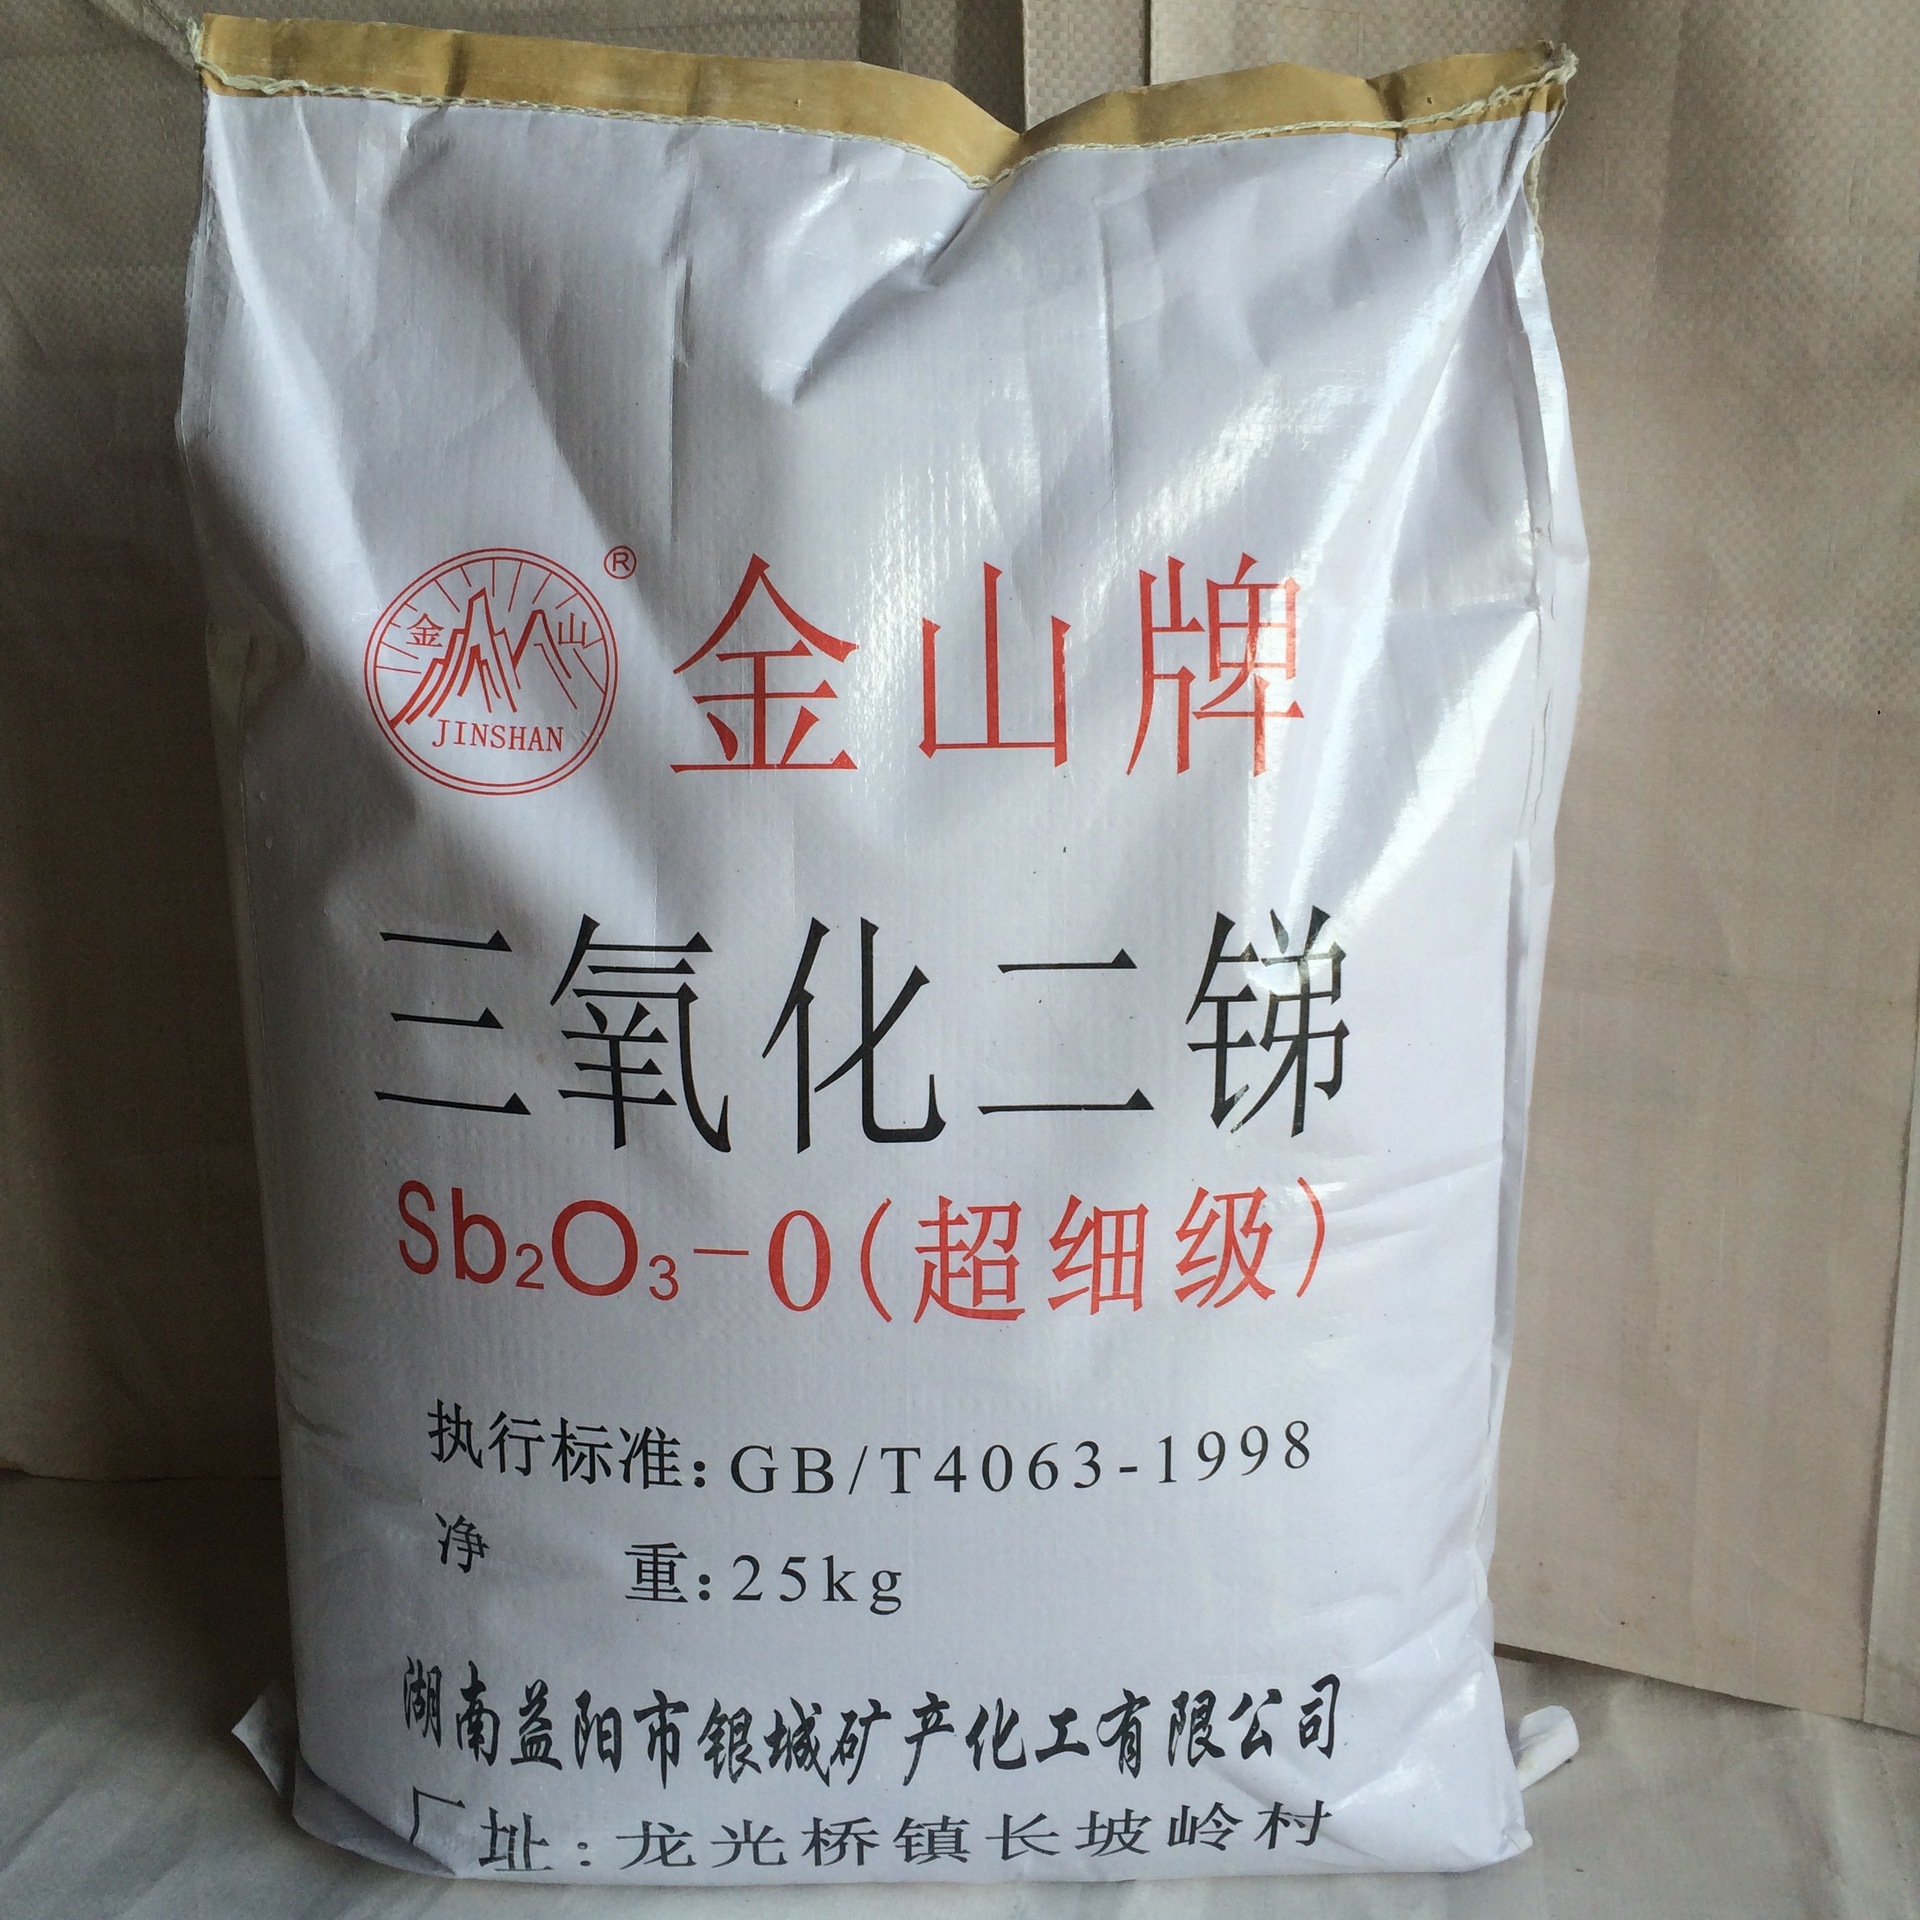 金 山
JINSHAN
® 金山牌
三氧化二锑
Sb₂O₃-0(超细级)
执行标准:GB/T4063-1998
净 重:25kg
湖南益阳市银城矿产化工有限公司
厂址:龙光桥镇长坡岭村